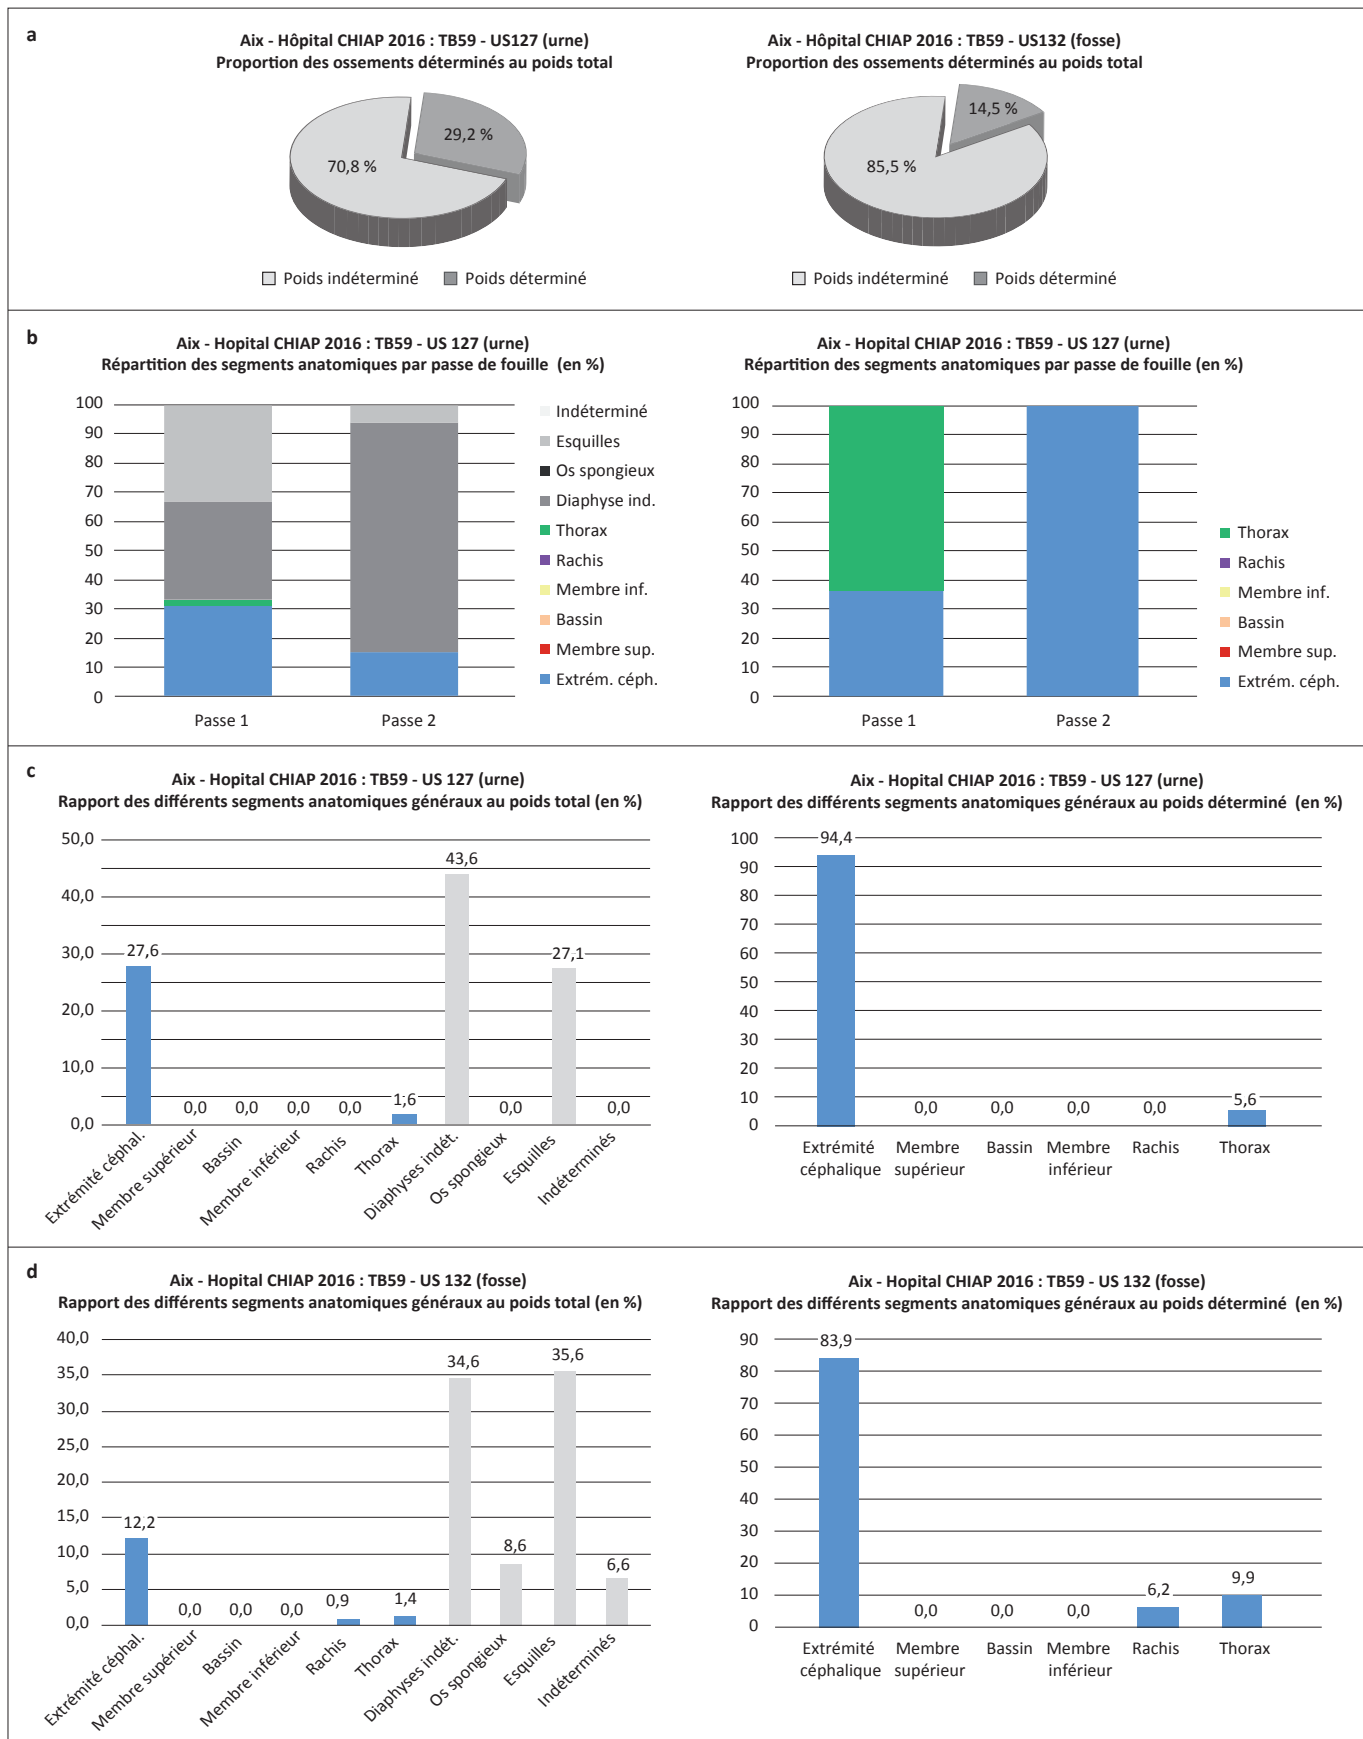 a
Aix - Hôpital CHIAP 2016 : TB59 - US127 (urne)
Proportion des ossements déterminés au poids total
70,8 %
29,2 %
Poids indéterminé
Poids déterminé
Aix - Hôpital CHIAP 2016 : TB59 - US132 (fosse)
Proportion des ossements déterminés au poids total
14,5 %
85,5 %
Poids indéterminé
Poids déterminé
b
Aix - Hopital CHIAP 2016 : TB59 - US 127 (urne)
Répartition des segments anatomiques par passe de fouille (en %)
100
90
80
70
60
50
40
30
20
10
0
Passe 1
Passe 2
Indéterminé
Esquilles
Os spongieux
Diaphyse ind.
Thorax
Rachis
Membre inf.
Bassin
Membre sup.
Extrém. céph.
Aix - Hopital CHIAP 2016 : TB59 - US 127 (urne)
Répartition des segments anatomiques par passe de fouille (en %)
100
90
80
70
60
50
40
30
20
10
0
Passe 1
Passe 2
Thorax
Rachis
Membre inf.
Bassin
Membre sup.
Extrém. céph.
c
Aix - Hopital CHIAP 2016 : TB59 - US 127 (urne)
Rapport des différents segments anatomiques généraux au poids total (en %)
50,0
40,0
30,0
20,0
10,0
0,0
27,6
0,0
0,0
0,0
0,0
1,6
43,6
0,0
27,1
0,0
Extrémité céphal.
Membre supérieur
Bassin
Membre inférieur
Rachis
Thorax
Diaphyses indét.
Os spongieux
Esquilles
Indéterminés
Aix - Hopital CHIAP 2016 : TB59 - US 127 (urne)
Rapport des différents segments anatomiques généraux au poids déterminé (en %)
100
90
80
70
60
50
40
30
20
10
0
94,4
0,0
0,0
0,0
0,0
5,6
Extrémité céphalique
Membre supérieur
Bassin
Membre inférieur
Rachis
Thorax
d
Aix - Hopital CHIAP 2016 : TB59 - US 132 (fosse)
Rapport des différents segments anatomiques généraux au poids total (en %)
40,0
35,0
30,0
25,0
20,0
15,0
10,0
5,0
0,0
12,2
0,0
0,0
0,0
0,9
1,4
34,6
8,6
35,6
6,6
Extrémité céphal.
Membre supérieur
Bassin
Membre inférieur
Rachis
Thorax
Diaphyses indét.
Os spongieux
Esquilles
Indéterminés
Aix - Hopital CHIAP 2016 : TB59 - US 132 (fosse)
Rapport des différents segments anatomiques généraux au poids déterminé (en %)
90
80
70
60
50
40
30
20
10
0
83,9
0,0
0,0
0,0
6,2
9,9
Extrémité céphalique
Membre supérieur
Bassin
Membre inférieur
Rachis
Thorax